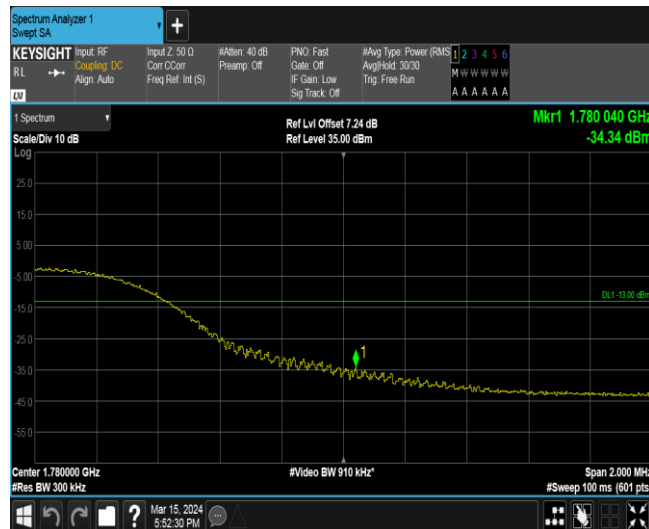 Spectrum Analyzer 1
Swept SA
KEYSIGHT
RL
LXI
Input: RF
Coupling: DC
Align: Auto
Input Z: 50 Ω
Corr CCorr
Freq Ref: Int (S)
#Atten: 40 dB
Preamp: Off
PNO: Fast
Gate: Off
IF Gain: Low
Sig Track: Off
#Avg Type: Power (RMS
Avg|Hold: 30/30
Trig: Free Run
1 2 3 4 5 6
M W W W W W
A A A A A A
1 Spectrum
Scale/Div 10 dB
Log
Ref Lvl Offset 7.24 dB
Ref Level 35.00 dBm
Mkr1 1.780 040 GHz
-34.34 dBm
25.0
15.0
5.00
-5.00
-15.0
-25.0
-35.0
-45.0
-55.0
DL1 -13.00 dBm
1
Center 1.780000 GHz
#Res BW 300 kHz
#Video BW 910 kHz*
Span 2.000 MHz
#Sweep 100 ms (601 pts
?
Mar 15, 2024
5:52:30 PM